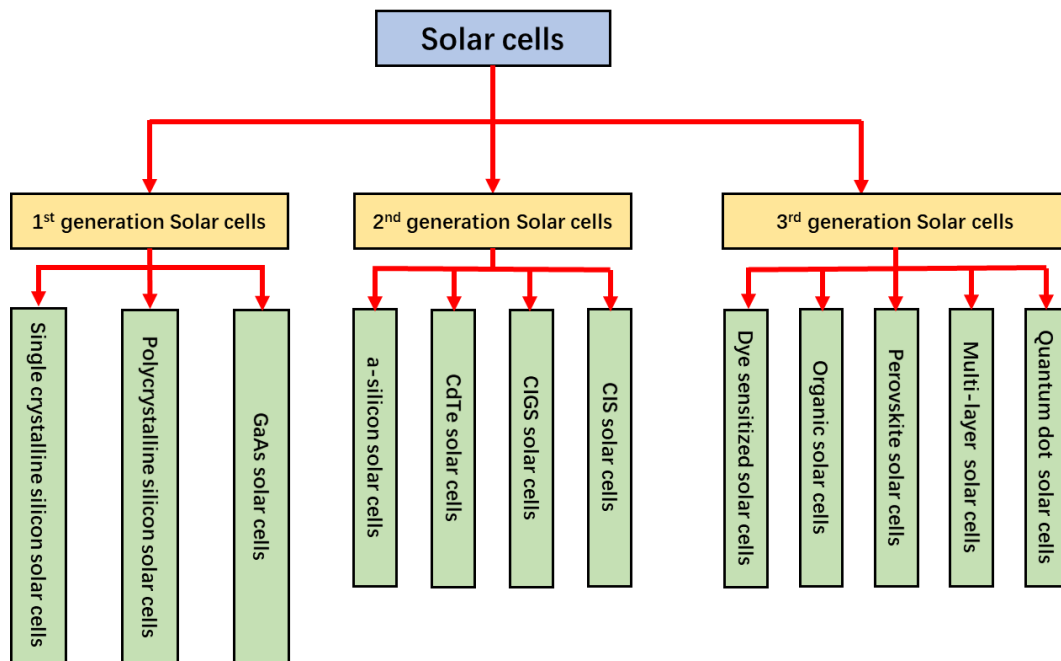 Solar cells
1st generation Solar cells
2nd generation Solar cells
3rd generation Solar cells
Single crystalline silicon solar cells
Polycrystalline silicon solar cells
GaAs solar cells
a-silicon solar cells
CdTe solar cells
CIGS solar cells
CIS solar cells
Dye sensitized solar cells
Organic solar cells
Perovskite solar cells
Multi-layer solar cells
Quantum dot solar cells